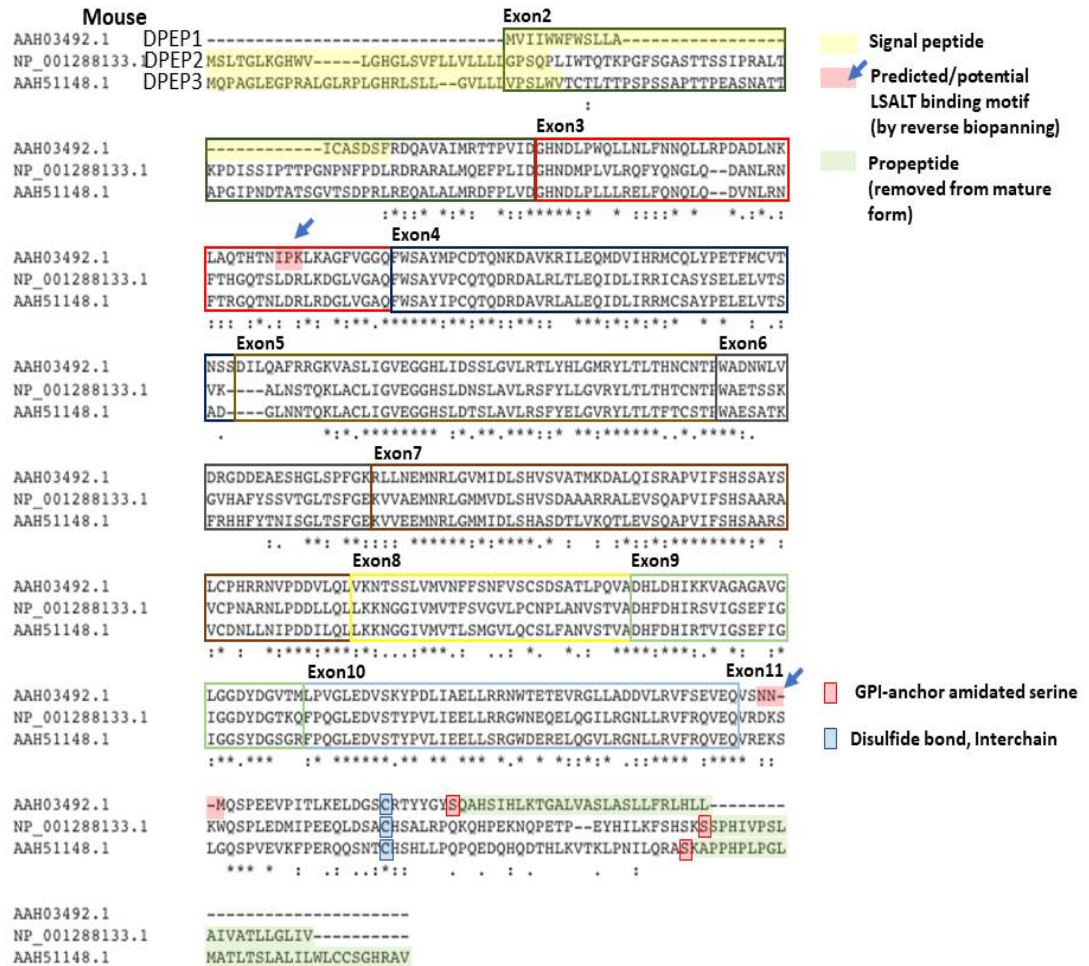 Mouse
Exon2
AAH03492.1 DPEP1 -------------------------------MVIIWWFWSLLA-----------------
NP_001288133.1 DPEP2 MSLTGLKGHWV-----LGHGLSVFLLVLLLLGPSQPLIWTQTKPGFSGASTTSSIPRALT
AAH51148.1 DPEP3 MQPAGLEGPRALGLRPLGHRLSLL---GVLLLVPSLWVTCTLTTPSPSSAPTTPEASNATT
:
Exon3
AAH03492.1 ------------ICASDSFRDQAVAIMRTTPVIDGHNDLPWQLLNLFNNQLLRPDADLNK
NP_001288133.1 KPDISSIPTTPGNPNFPDLRDRARALMQEFPLIDGHNDMPLVLRQFYQNGLQ--DANLRN
AAH51148.1 APGIPNDTATSGVTSDPRLREQALALMRDFPLVDGHNDLPLLLRELFQNQLQ--DVNLRN
:*::* *: *::*****:* * ::::* * *.:*.:
Exon4
AAH03492.1 LAQTHTNIPKLKAGFVGGQFWSAYMPCDTQNKDAVKRILEQMDVIHRMCQLYPETFMCVT
NP_001288133.1 FTHGQTSLDRLKDGLVGAQFWSAYVPCQTQDRDALRLTLEQIDLIRRICASYSELELVTS
AAH51148.1 FTRGQTNLDRLRDGLVGAQFWSAYIPCQTQDRDAVRLALEQIDLIRRMCSAYPELELVTS
::: :*.: :*: *:**.******:**:**::**:: ***:*:*:*:* * * : .:
Exon5 Exon6
AAH03492.1 NSSDILQAFRRGKVASLIGVEGGHLIDSSLGVLRTLYHLGMRYLTLTHNCNTPWADNWLV
NP_001288133.1 VK----ALNSTQKLACLIGVEGGHSLDNSLAVLRSFYLLGVRYLTLTHTCNTPWAETSSK
AAH51148.1 AD----GLNNTQKLACLIGVEGGHSLDTSLAVLRSFYELGVRYLTLTFTCSTPWAESATK
. *:*.******** :*.**.***::* **:******..*.****:.
Exon7
AAH03492.1 DRGDDEAESHGLSPFGKRLLNEMNRLGVMIDLSHVSVATMKDALQISRAPVIFSHSSAYS
NP_001288133.1 GVHAFYSSVTGLTSFGEKVVAEMNRLGMMVDLSHVSDAAARRALEVSQAPVIFSHSAARA
AAH51148.1 FRHHFYTNISGLTSFGEKVVEEMNRLGMMIDLSHASDTLVKQTLEVSQAPVIFSHSAARS
:. **: **:::: ******:*:****.* : : :*::*:********:* :
Exon8 Exon9
AAH03492.1 LCPHRRNVPDDVLQLVKNTSSLVMVNFFSNFVSCSDSATLPQVADHLDHIKKVAGAGAVG
NP_001288133.1 VCPNARNLPDDLLQLLKKNGGIVMVTFSVGVLPCNPLANVSTVADHFDHIRSVIGSEFIG
AAH51148.1 VCDNLLNIPDDILQLLKKNGGIVMVTLSMGVLQCSLFANVSTVADHFDHIRTVIGSEFIG
:* : *:***:***:*:...:***.: ..: *. *.: ****:***:.* *: :*
Exon10 Exon11
AAH03492.1 LGGDYDGVTMLPVGLEDVSKYPDLIAELLRRNWTETEVRGLLADDVLRVFSEVEQVSNN-
NP_001288133.1 IGGDYDGTKQFPQGLEDVSTYPVLIEELLRRGWNEQELQGILRGNLLRVFRQVEQVRDKS
AAH51148.1 IGGSYDGSGRFPQGLEDVSTYPVLIEELLSRGWDERELQGVLRGNLLRVFRQVEQVREKS
:**.*** :* ******.** ** *** *.* * *::*:* .::**** :**** ::
AAH03492.1 -MQSPEEVPITLKELDGSCRTYYGYSQAHSIHLKTGALVASLASLLFRLHLL--------
NP_001288133.1 KWQSPLEDMIPEEQLDSACHSALRPQKQHPEKNQPETP--EYHILKFSHSKSSPHIVPSL
AAH51148.1 LGQSPVEVKFPERQQSNTCHSHLLPQPQEDQHQDTHLKVTKLPNILQRASKAPPHPLPGL
*** * : .: ..:*:: . . : . . :
AAH03492.1 -----------------------
NP_001288133.1 AIVATLLGLIV-----------
AAH51148.1 MATLTSLALILWLCCSGHRAV
Signal peptide
Predicted/potential
LSALT binding motif
(by reverse biopanning)
Propeptide
(removed from mature
form)
GPI-anchor amidated serine
Disulfide bond, Interchain